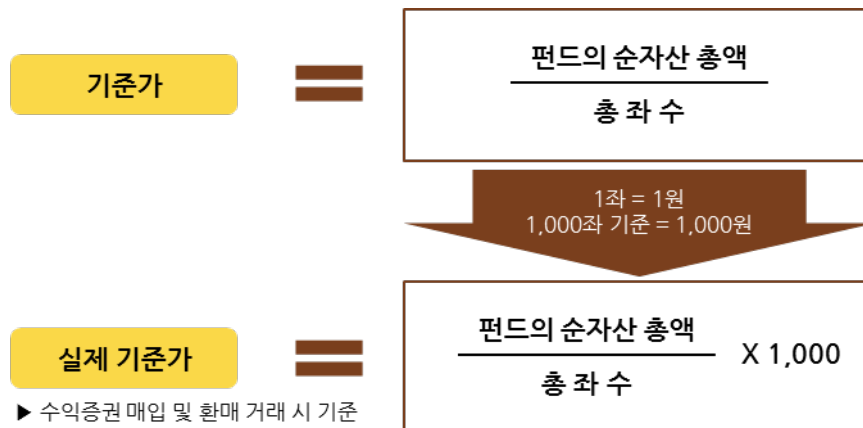 기준가
펀드의 순자산 총액
총 좌 수
1좌 = 1원
1,000좌 기준 = 1,000원
실제 기준가
펀드의 순자산 총액
총 좌 수
X 1,000
▶ 수익증권 매입 및 환매 거래 시 기준